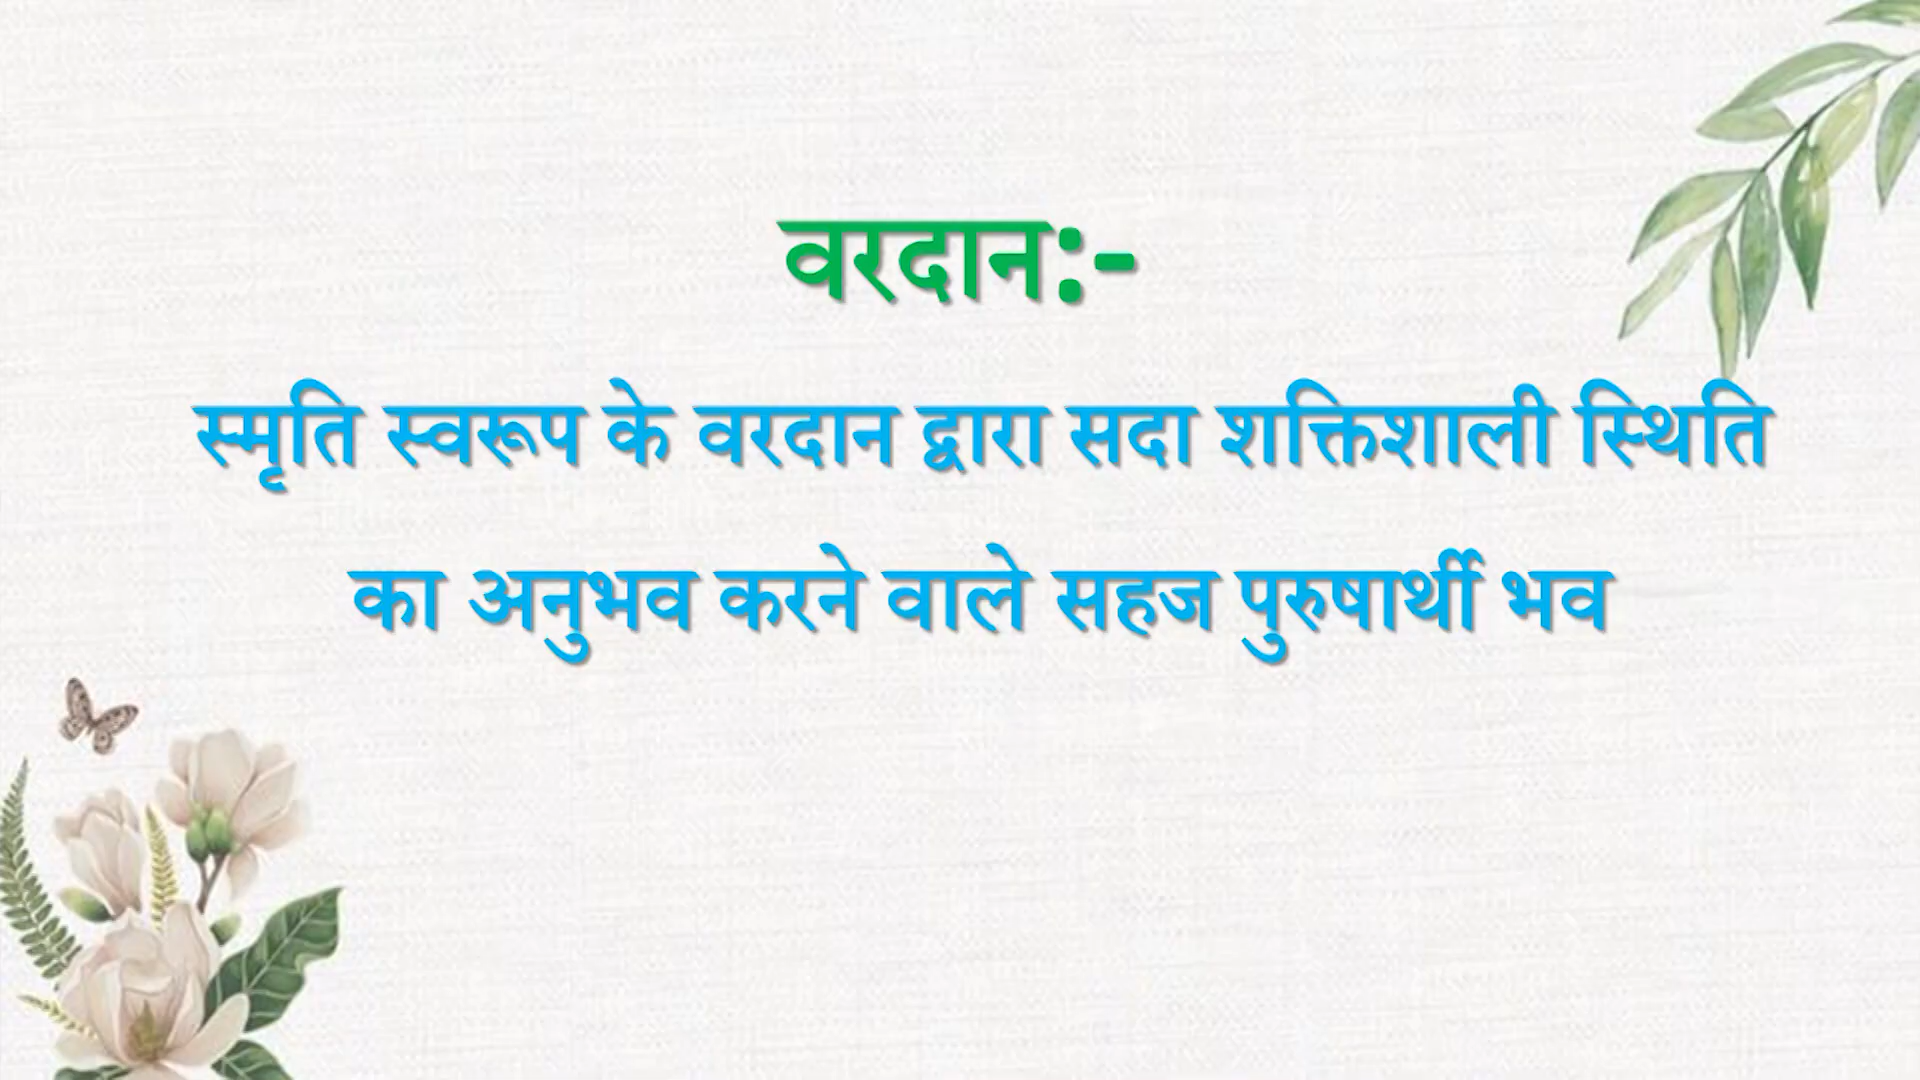 वरदान:-
स्मृति स्वरूप के वरदान द्वारा सदा शक्तिशाली स्थिति
का अनुभव करने वाले सहज पुरुषार्थी भव